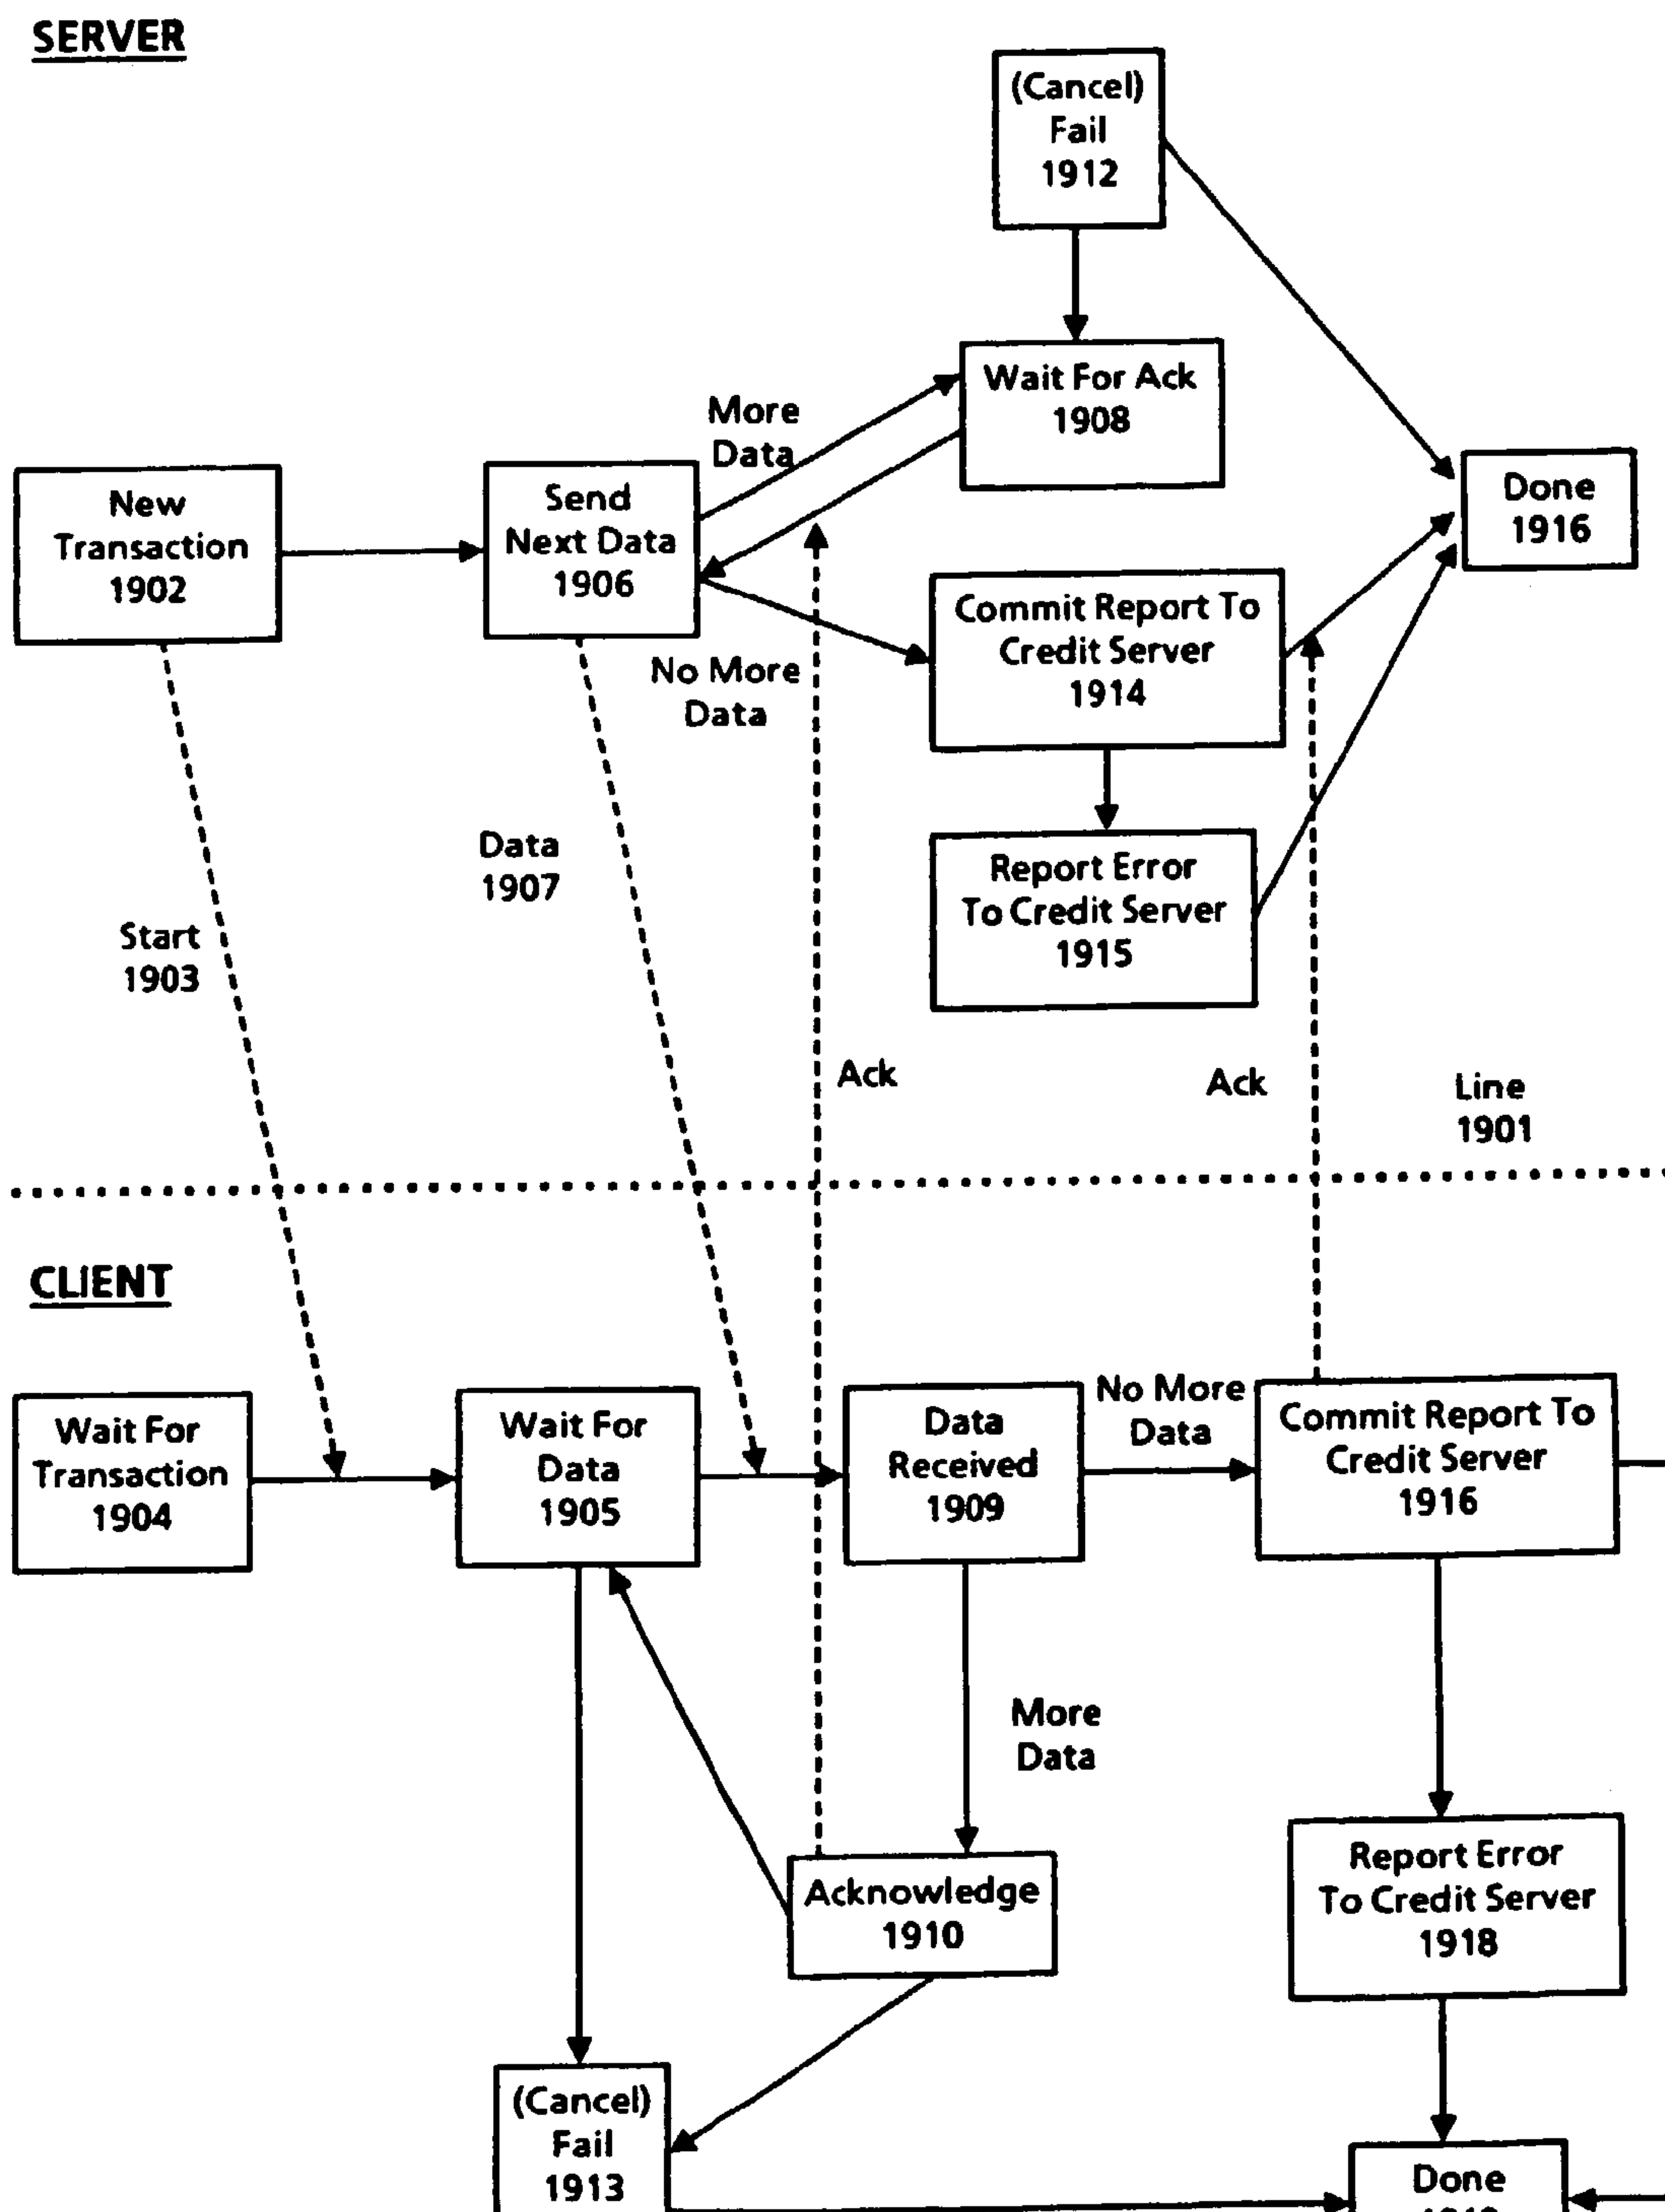 SERVER
(Cancel)
Fail
1912
Wait For Ack
1908
More
Data
New
Transaction
1902
Send
Next Data
1906
Done
1916
Commit Report To
Credit Server
1914
No More
Data
Report Error
To Credit Server
1915
Data
1907
Start
1903
Ack
Ack
Line
1901
CLIENT
Wait For
Transaction
1904
Wait For
Data
1905
Data
Received
1909
No More
Data
Commit Report To
Credit Server
1916
More
Data
Acknowledge
1910
Report Error
To Credit Server
1918
(Cancel)
Fail
1913
Done